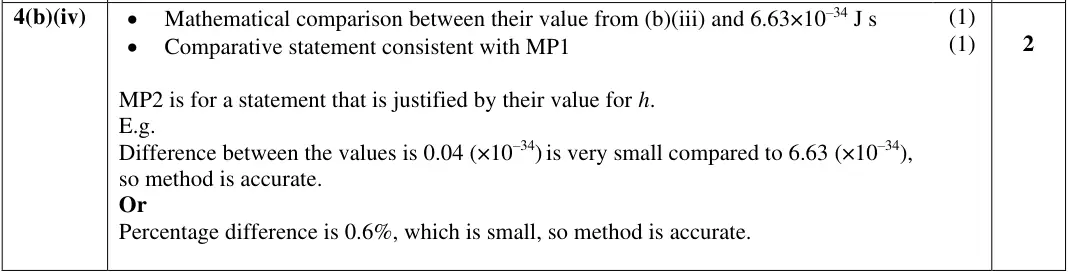 4(b)(iv) • Mathematical comparison between their value from (b)(iii) and 6.63×10⁻³⁴ J s (1)
• Comparative statement consistent with MP1 (1) 2
MP2 is for a statement that is justified by their value for h.
E.g.
Difference between the values is 0.04 (×10⁻³⁴) is very small compared to 6.63 (×10⁻³⁴),
so method is accurate.
Or
Percentage difference is 0.6%, which is small, so method is accurate.